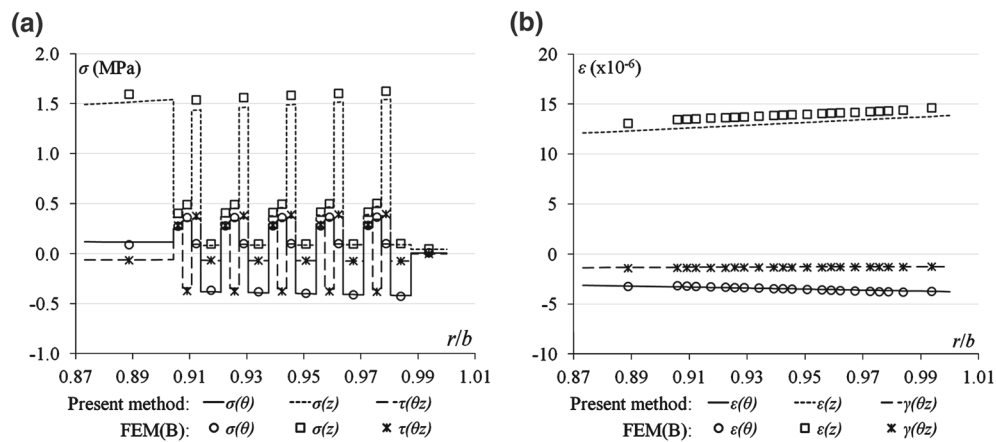 (a)
σ (MPa)
2.0
1.5
1.0
0.5
0.0
-0.5
-1.0
r/b
0.87 0.89 0.91 0.93 0.95 0.97 0.99 1.01
Present method: σ(θ) σ(z) τ(θz)
FEM(B): σ(θ) σ(z) τ(θz)
(b)
ε (x10⁻⁶)
20
15
10
5
0
-5
-10
r/b
0.87 0.89 0.91 0.93 0.95 0.97 0.99 1.01
Present method: ε(θ) ε(z) γ(θz)
FEM(B): ε(θ) ε(z) γ(θz)